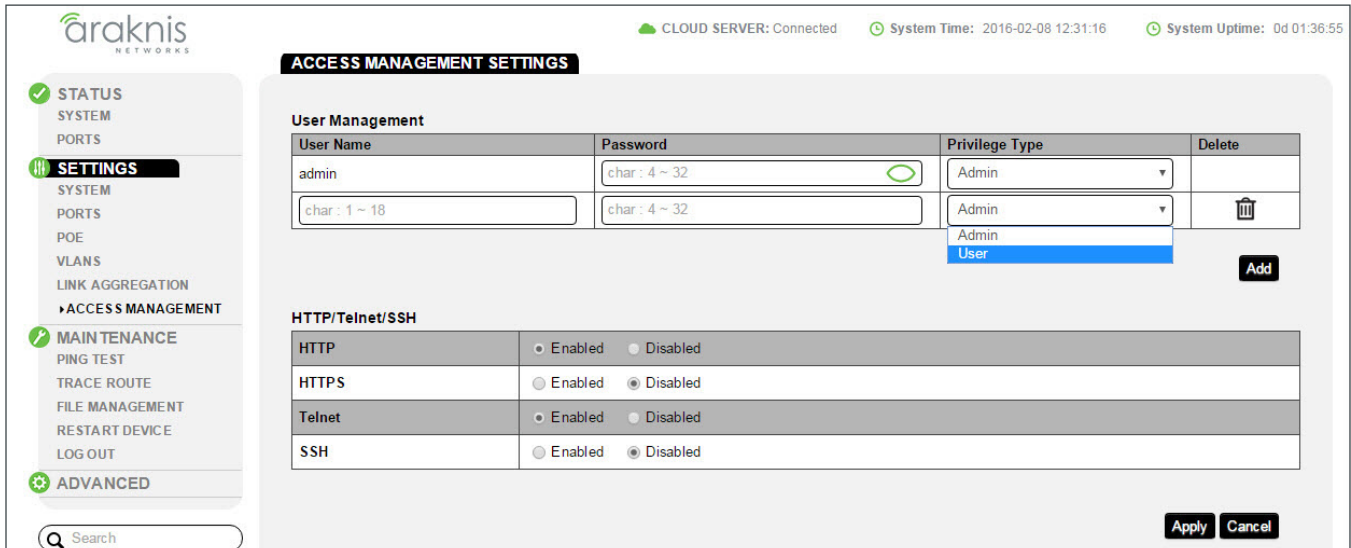 araknis
NETWORKS
CLOUD SERVER: Connected
System Time: 2016-02-08 12:31:16
System Uptime: 0d 01:36:55
STATUS
SYSTEM
PORTS
SETTINGS
SYSTEM
PORTS
POE
VLANS
LINK AGGREGATION
ACCESS MANAGEMENT
MAINTENANCE
PING TEST
TRACE ROUTE
FILE MANAGEMENT
RESTART DEVICE
LOG OUT
ADVANCED
Search
ACCESS MANAGEMENT SETTINGS
User Management
User Name Password Privilege Type Delete
admin char : 4 ~ 32 Admin
char : 1 ~ 18 char : 4 ~ 32 Admin
Admin
User
Add
HTTP/Telnet/SSH
HTTP Enabled Disabled
HTTPS Enabled Disabled
Telnet Enabled Disabled
SSH Enabled Disabled
Apply Cancel